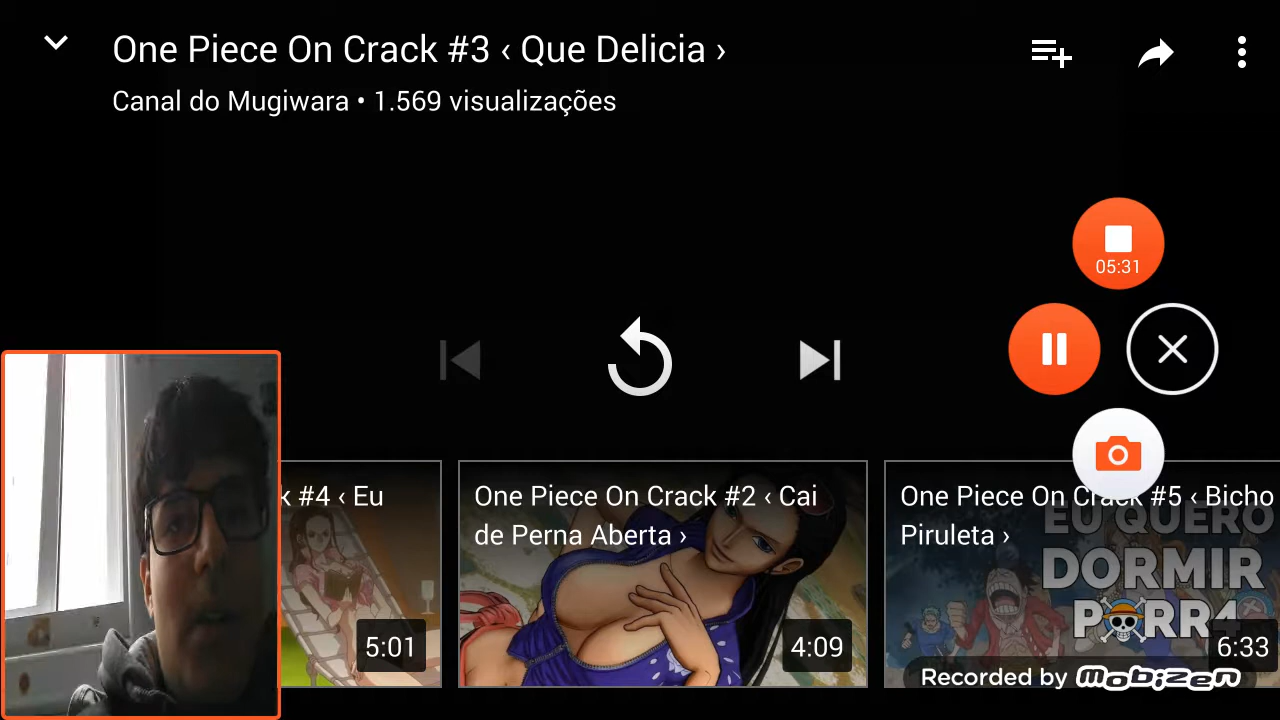 One Piece On Crack #3 ‹ Que Delicia ›
Canal do Mugiwara • 1.569 visualizações
05:31
k #4 ‹ Eu
5:01
One Piece On Crack #2 ‹ Cai
de Perna Aberta ›
4:09
One Piece On Crack #5 ‹ Bicho
Piruleta ›
EU QUERO
DORMIR
PORR4
6:33
Recorded by mobizen